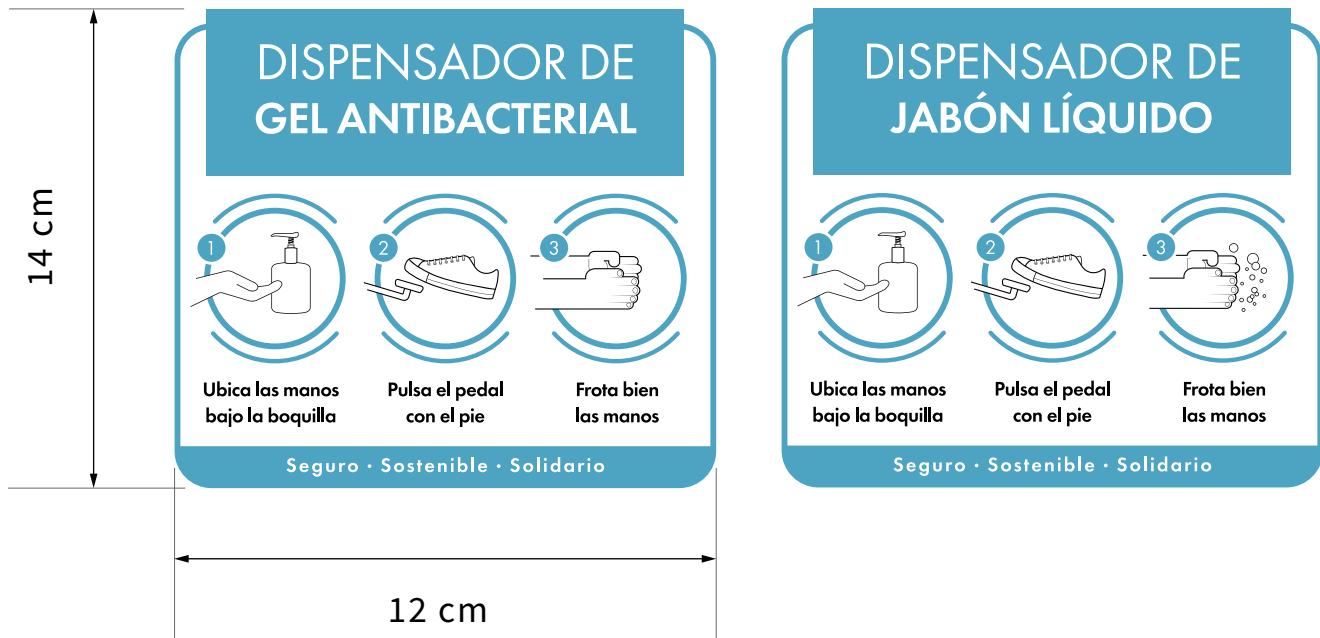 14 cm
DISPENSADOR DE
GEL ANTIBACTERIAL
1
2
3
Ubica las manos
bajo la boquilla
Pulsa el pedal
con el pie
Frota bien
las manos
Seguro · Sostenible · Solidario
12 cm
DISPENSADOR DE
JABÓN LÍQUIDO
1
2
3
Ubica las manos
bajo la boquilla
Pulsa el pedal
con el pie
Frota bien
las manos
Seguro · Sostenible · Solidario